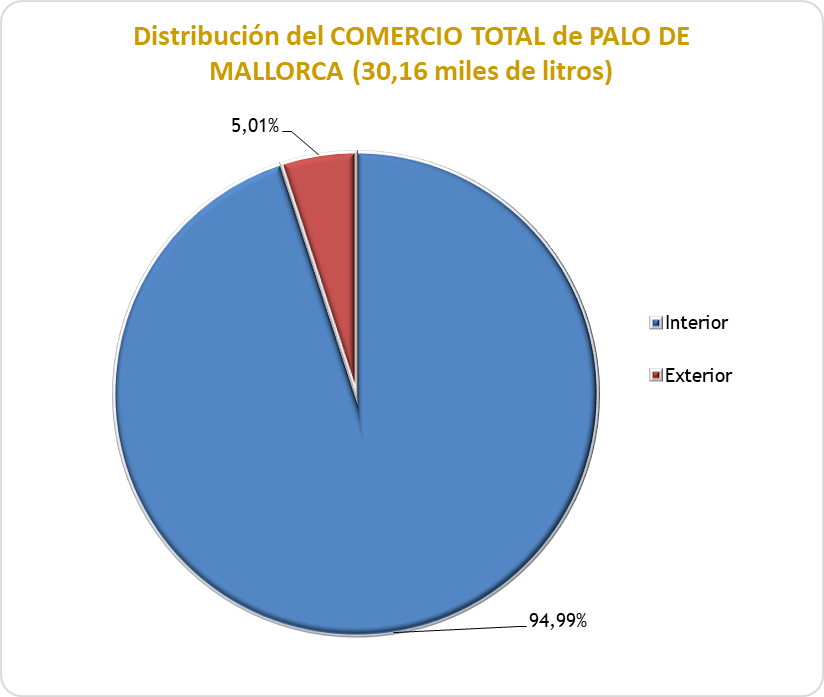 Distribución del COMERCIO TOTAL de PALO DE
MALLORCA (30,16 miles de litros)
5,01%
Interior
Exterior
94,99%